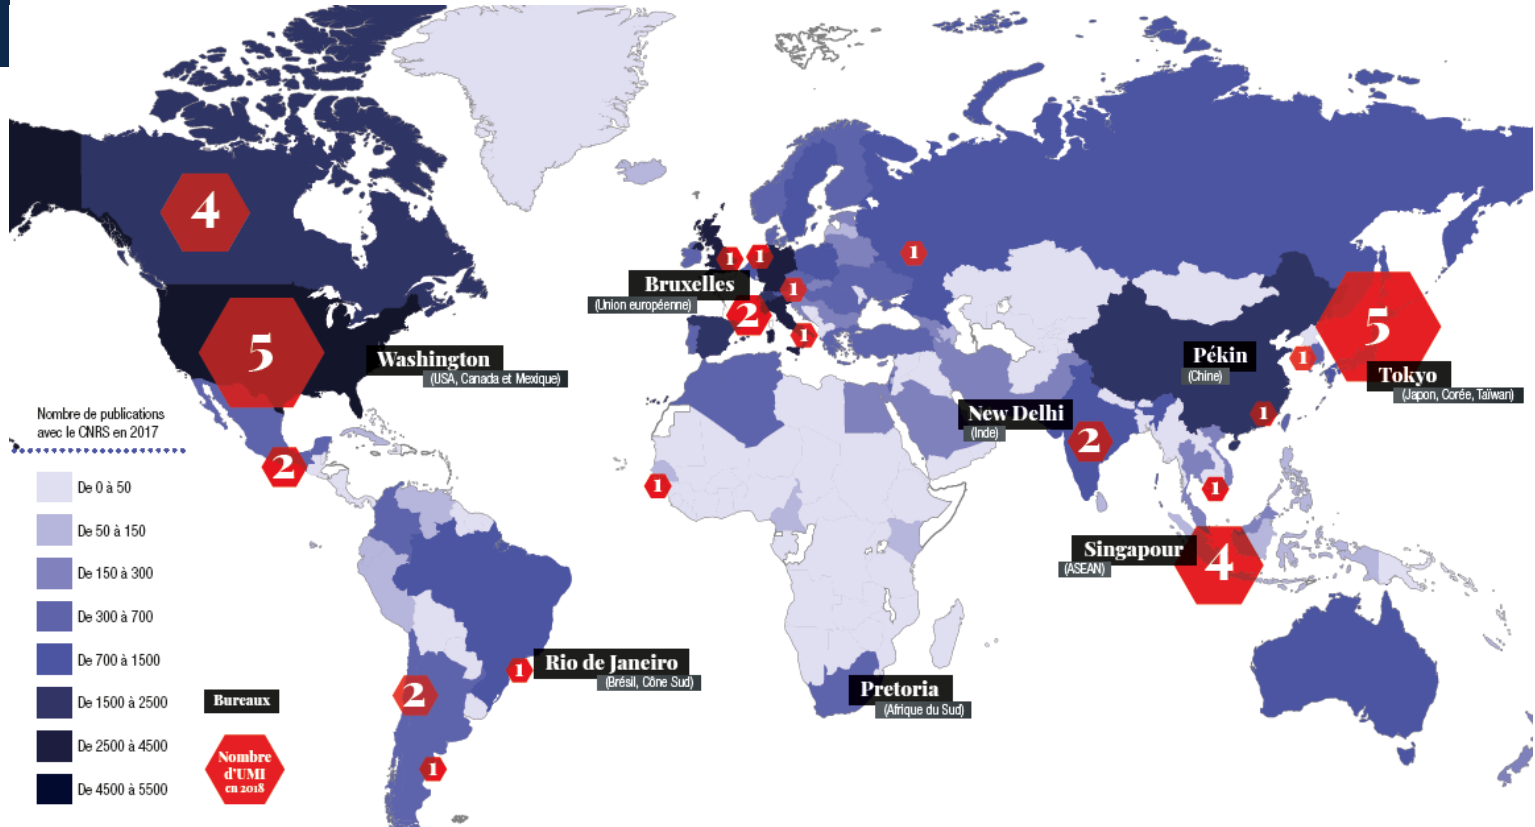 4
5
Washington
(USA, Canada et Mexique)
2
1
1
Bruxelles
(Union européenne)
1
2
1
1
Pékin
(Chine)
1
5
Tokyo
(Japon, Corée, Taïwan)
1
New Delhi
(Inde)
2
1
1
Singapour
(ASEAN)
4
Rio de Janeiro
(Brésil, Cône Sud)
1
2
1
Pretoria
(Afrique du Sud)
Nombre de publications
avec le CNRS en 2017
De 0 à 50
De 50 à 150
De 150 à 300
De 300 à 700
De 700 à 1500
De 1500 à 2500
De 2500 à 4500
De 4500 à 5500
Bureaux
Nombre
d'UMI
en 2018